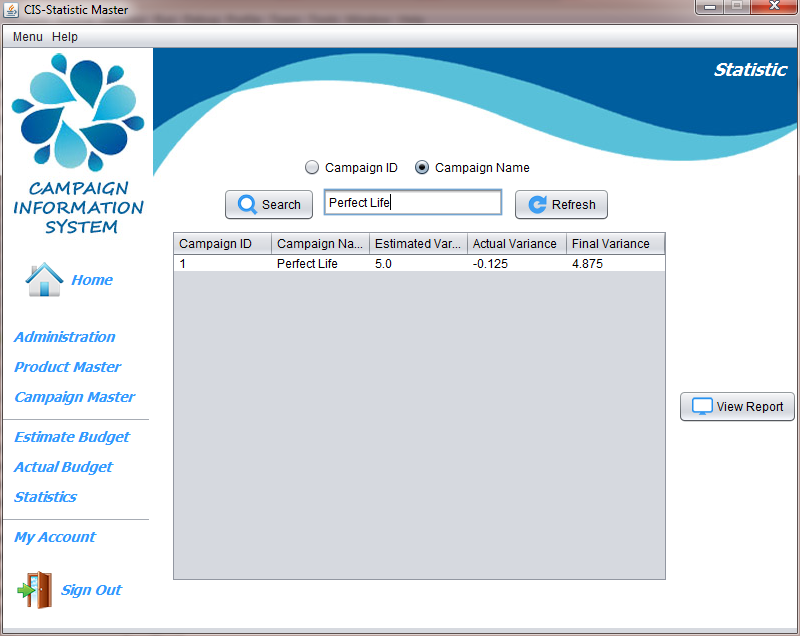 CIS-Statistic Master
Menu Help
Statistic
CAMPAIGN
INFORMATION
SYSTEM
Campaign ID Campaign Name
Search Perfect Life Refresh
Campaign ID Campaign Na... Estimated Var... Actual Variance Final Variance
1 Perfect Life 5.0 -0.125 4.875
Home
Administration
Product Master
Campaign Master
View Report
Estimate Budget
Actual Budget
Statistics
My Account
Sign Out